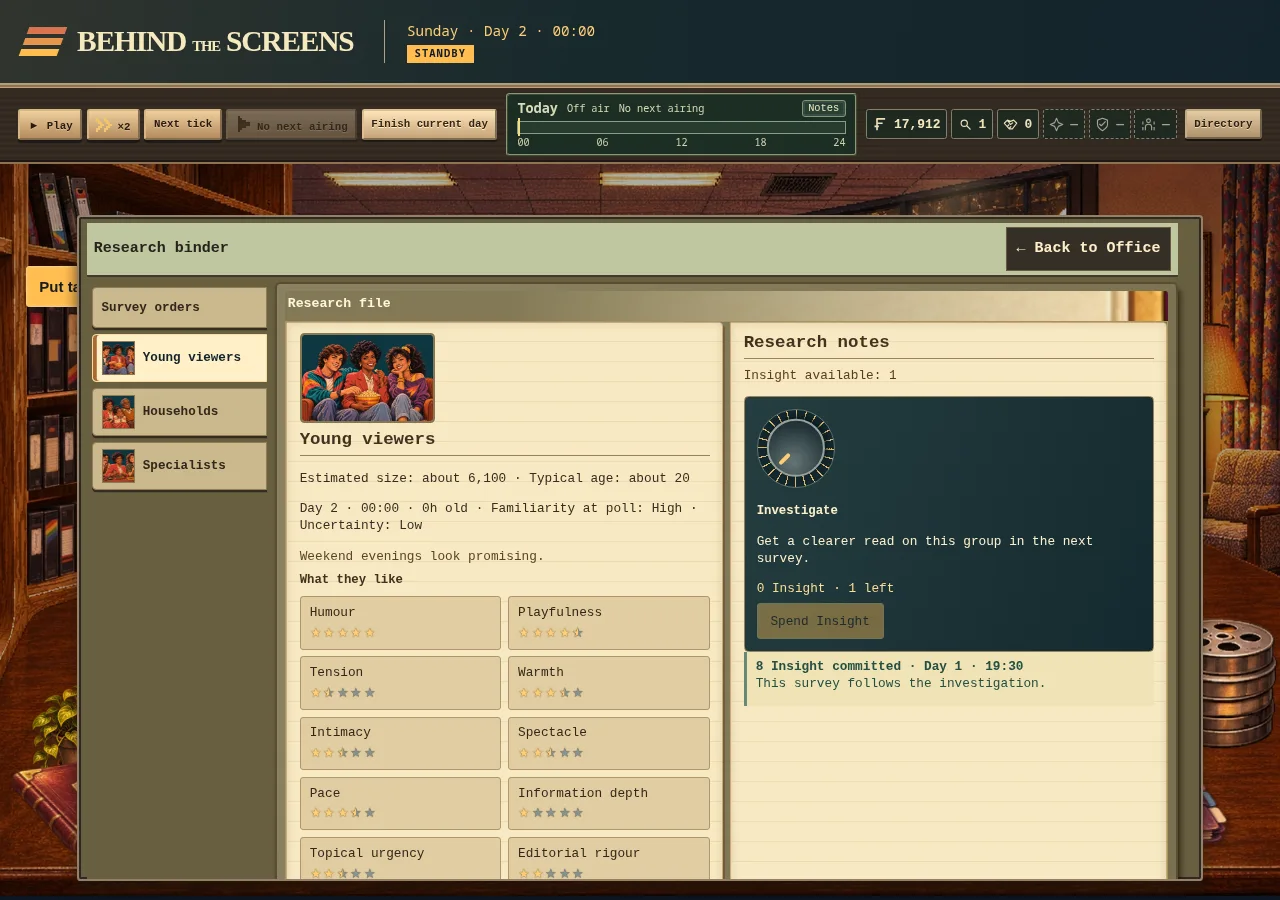 BEHIND THE SCREENS
Sunday · Day 2 · 00:00
STANDBY
► Play
×2
Next tick
No next airing
Finish current day
Today Off air No next airing
Notes
00 06 12 18 24
17,912
1
0
—
—
—
Directory
Research binder
← Back to Office
Put ta
Survey orders
Young viewers
Households
Specialists
Research file
Young viewers
Estimated size: about 6,100 · Typical age: about 20
Day 2 · 00:00 · 0h old · Familiarity at poll: High ·
Uncertainty: Low
Weekend evenings look promising.
What they like
Humour
Playfulness
Tension
Warmth
Intimacy
Spectacle
Pace
Information depth
Topical urgency
Editorial rigour
Research notes
Insight available: 1
Investigate
Get a clearer read on this group in the next
survey.
0 Insight · 1 left
Spend Insight
8 Insight committed · Day 1 · 19:30
This survey follows the investigation.